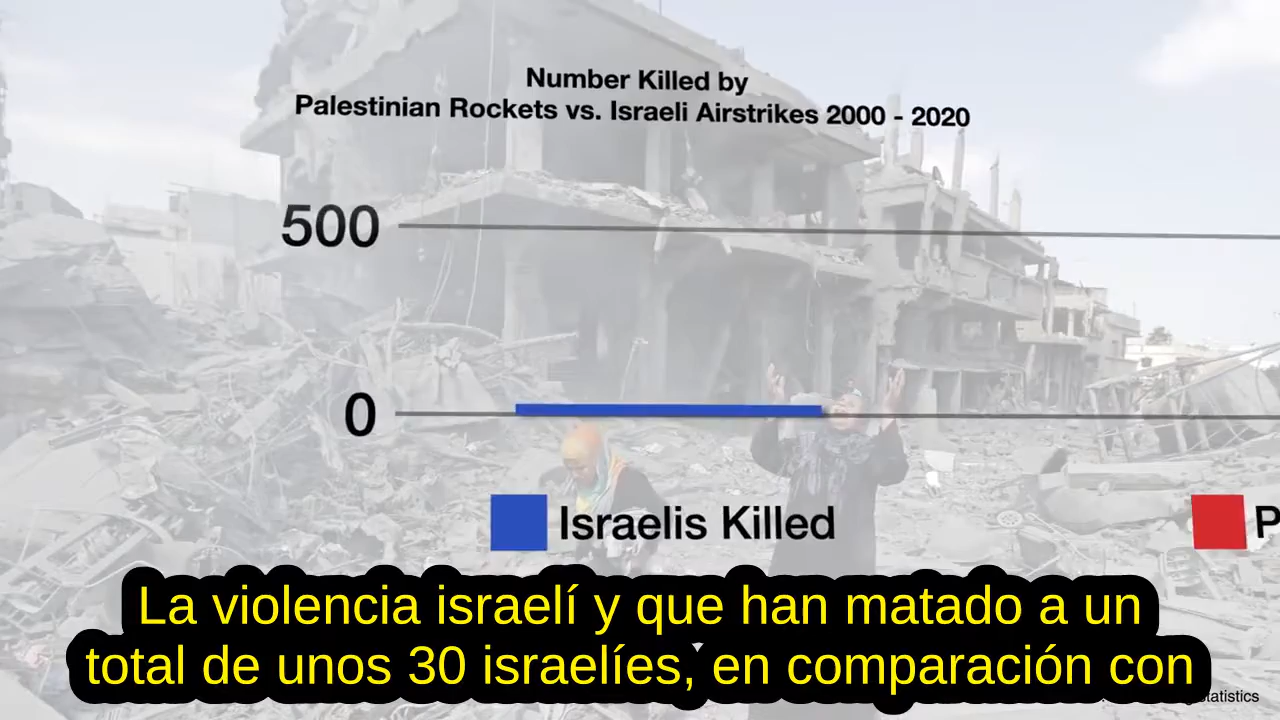 Number Killed by
Palestinian Rockets vs. Israeli Airstrikes 2000 - 2020
500
0
Israelis Killed
P
La violencia israelí y que han matado a un
total de unos 30 israelíes, en comparación con